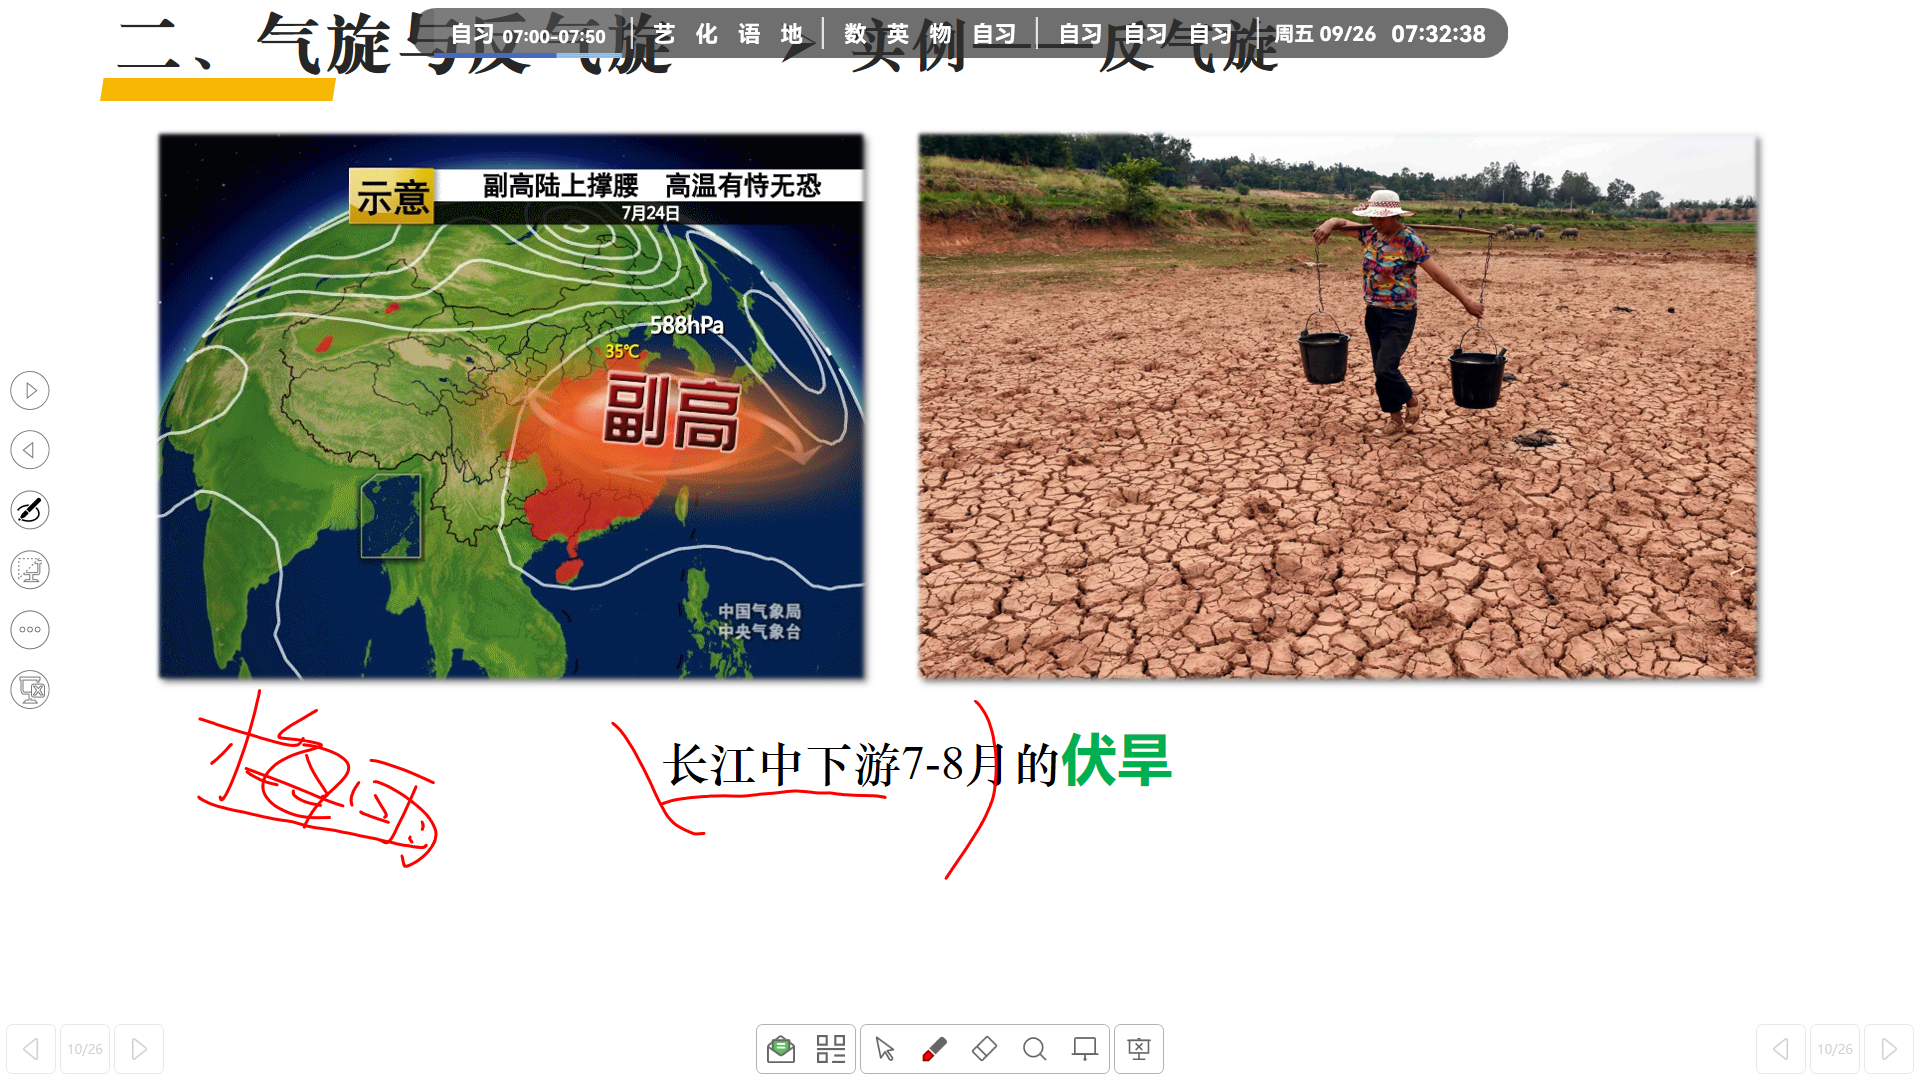 自习 07:00-07:50 | 艺 化 语 地 | 数 英 物 自习 | 自习 自习 自习 | 周五 09/26 07:32:38
二、气旋与反气旋 ➤ 实例——反气旋
示意
副高陆上撑腰 高温有恃无恐
7月24日
588hPa
35℃
副高
中国气象局
中央气象台
长江中下游7-8月的伏旱
10/26
10/26